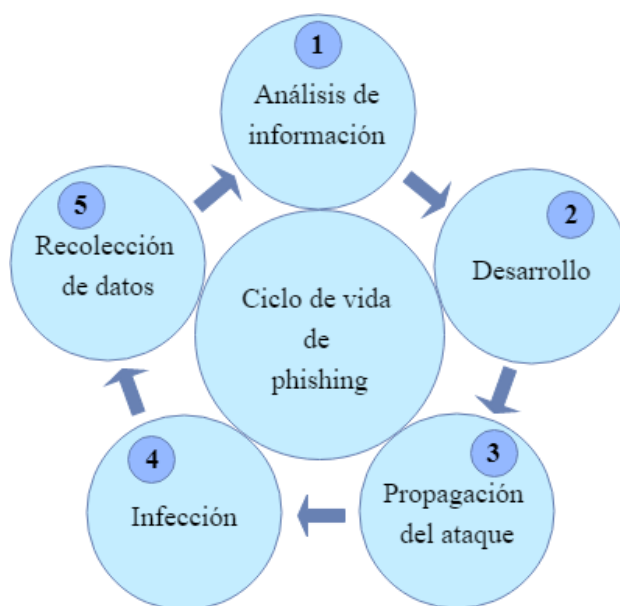 1
Análisis de
información
2
Desarrollo
3
Propagación
del ataque
4
Infección
5
Recolección
de datos
Ciclo de vida
de
phishing